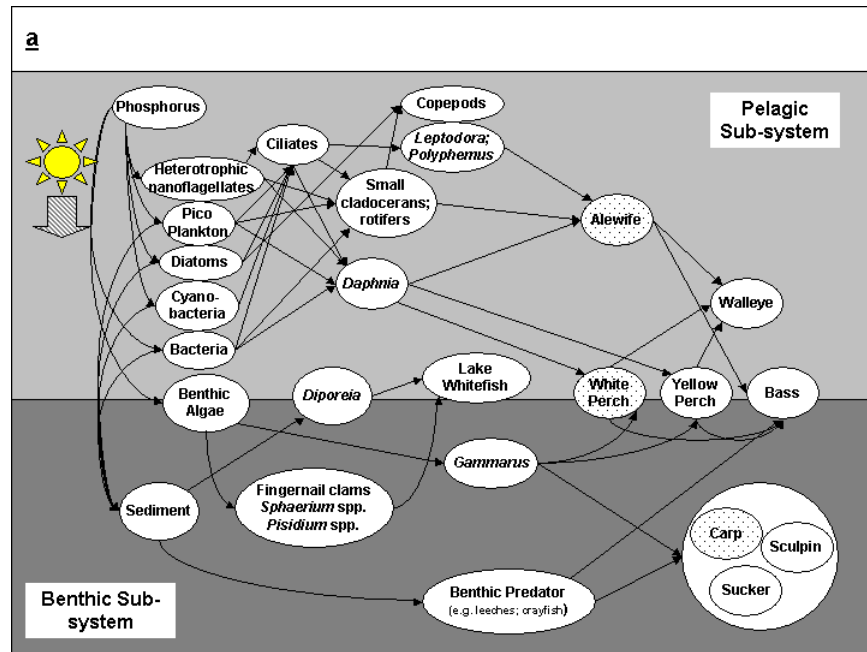 a
Phosphorus
Copepods
Pelagic
Sub-system
Ciliates
Leptodora;
Polyphemus
Heterotrophic
nanoflagellates
Small
cladocerans;
rotifers
Pico
Plankton
Alewife
Diatoms
Daphnia
Cyano-
bacteria
Walleye
Bacteria
Lake
Whitefish
Benthic
Algae
Diporeia
White
Perch
Yellow
Perch
Bass
Gammarus
Sediment
Fingernail clams
Sphaerium spp.
Pisidium spp.
Carp
Sculpin
Sucker
Benthic Predator
(e.g. leeches; crayfish)
Benthic Sub-
system